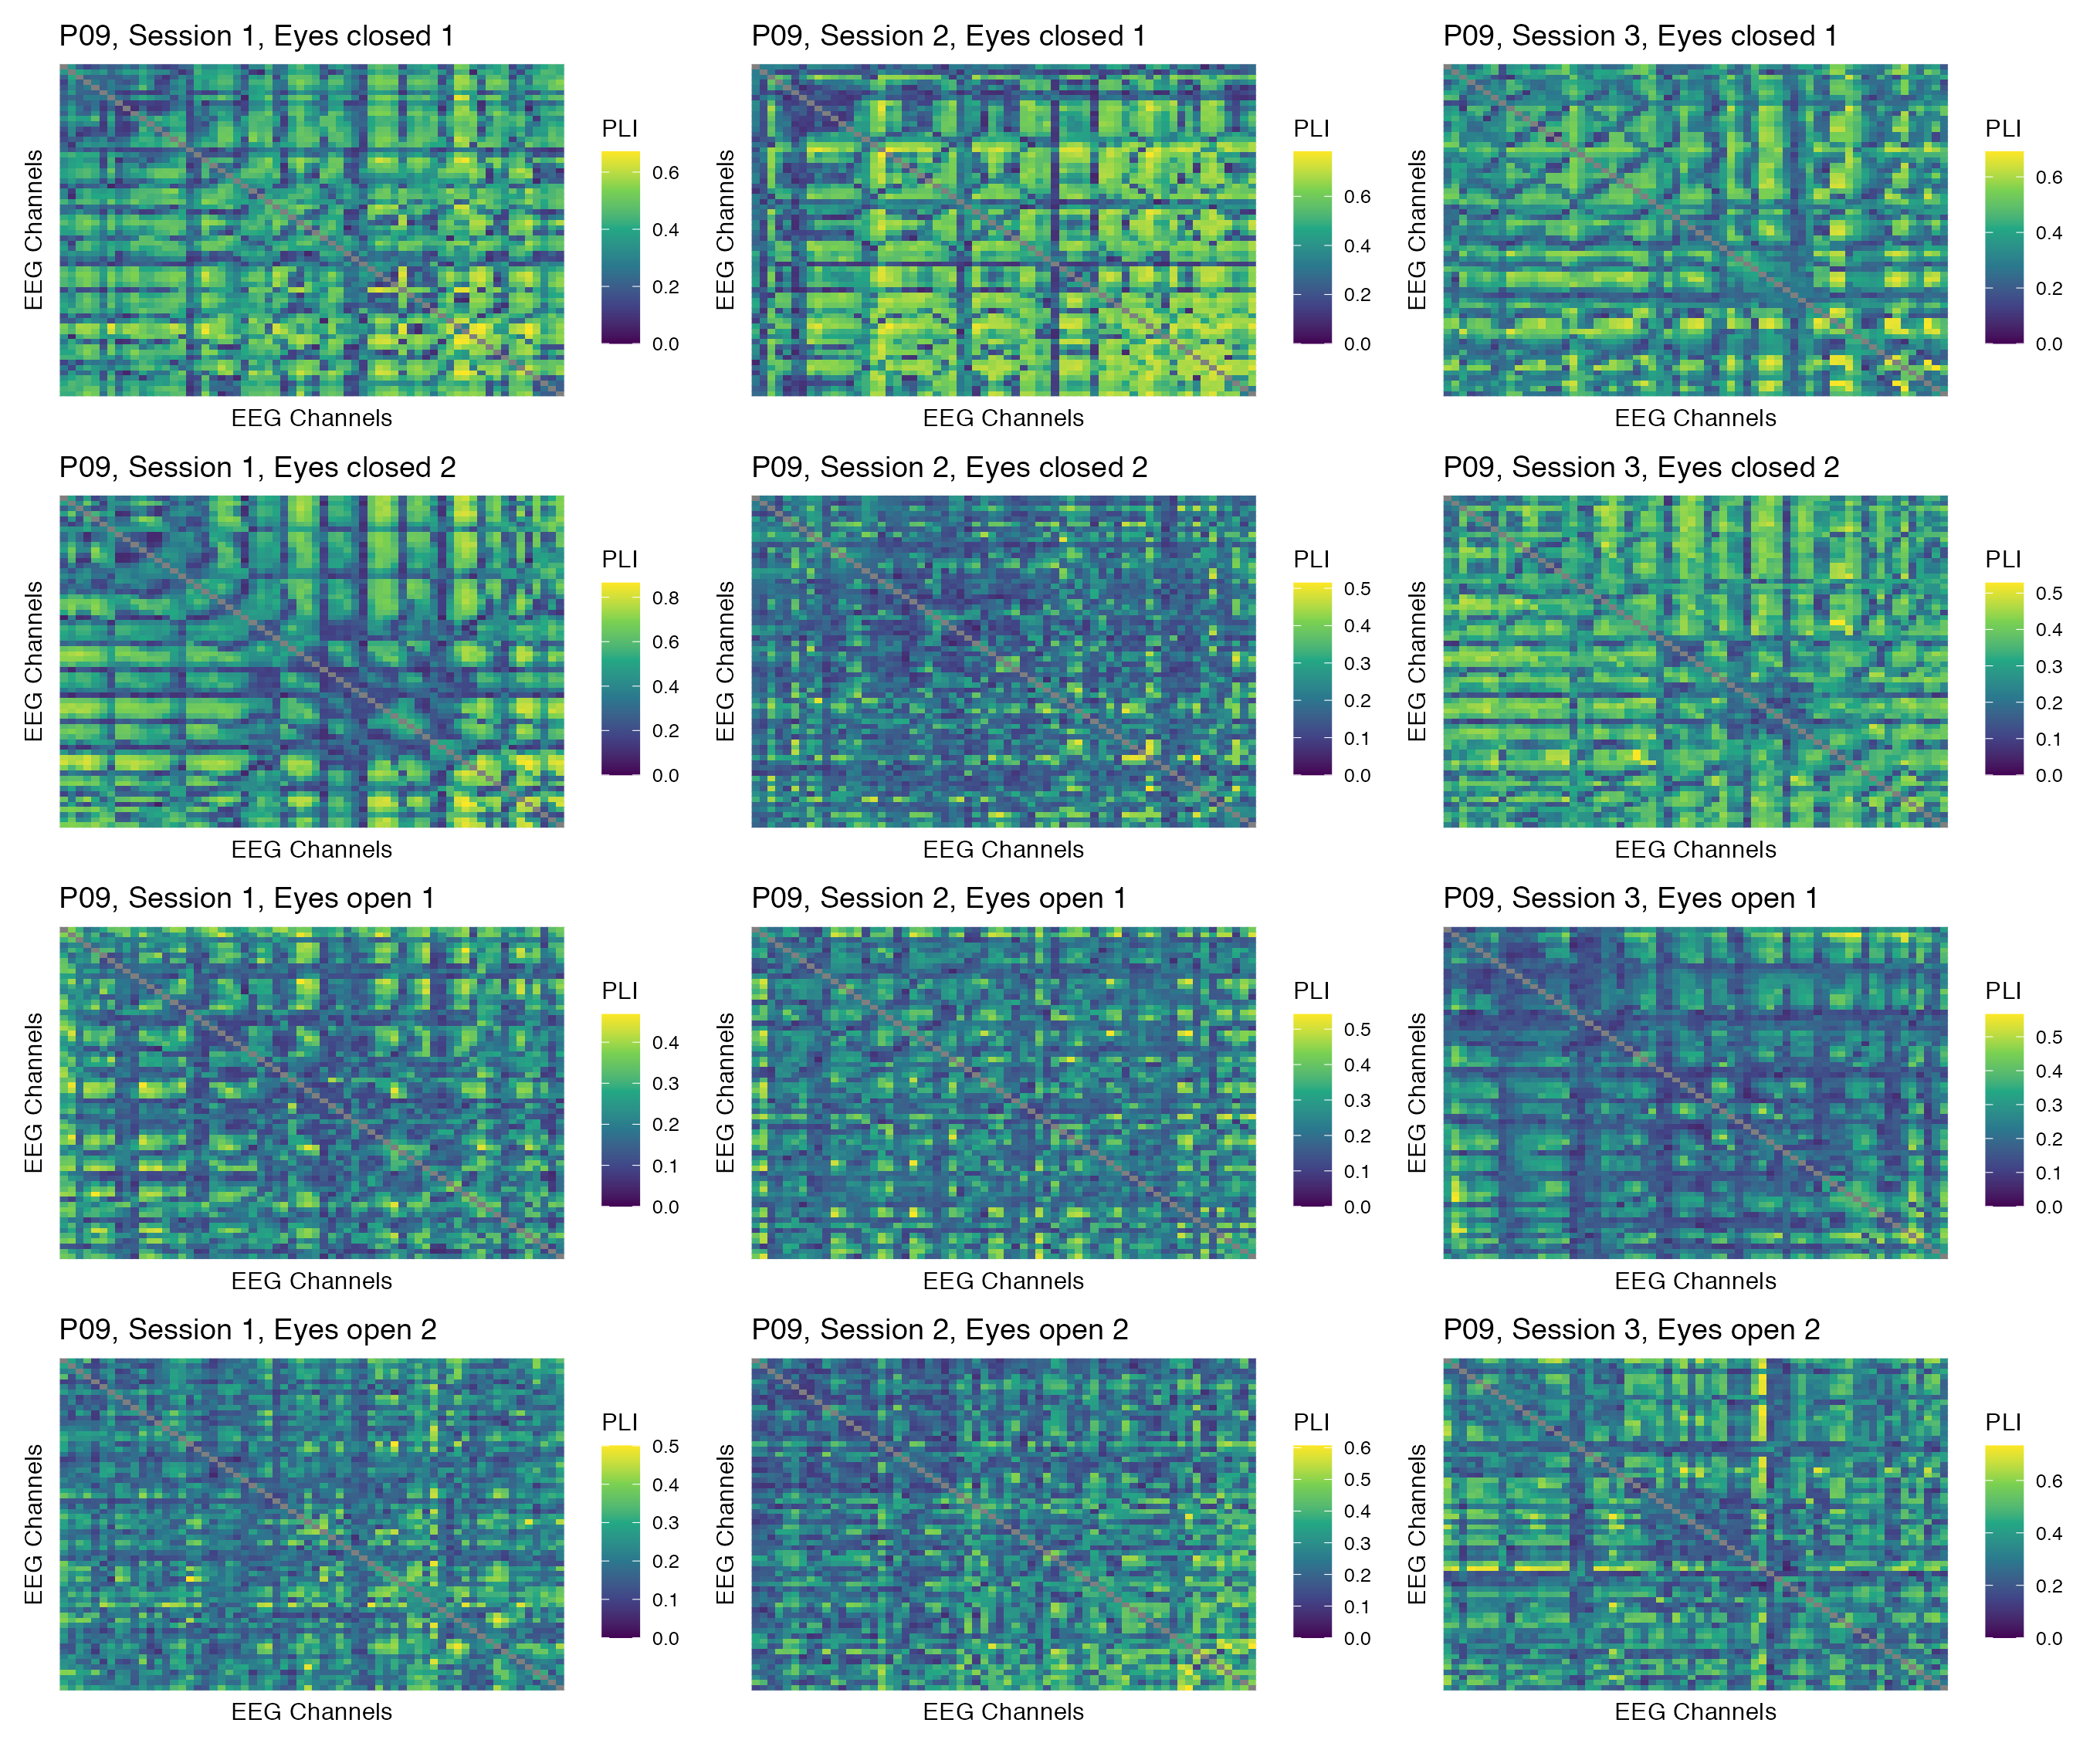 P09, Session 1, Eyes closed 1
P09, Session 2, Eyes closed 1
P09, Session 3, Eyes closed 1
EEG Channels
EEG Channels
PLI
0.6
0.4
0.2
0.0
EEG Channels
EEG Channels
PLI
0.6
0.4
0.2
0.0
EEG Channels
EEG Channels
PLI
0.6
0.4
0.2
0.0
P09, Session 1, Eyes closed 2
P09, Session 2, Eyes closed 2
P09, Session 3, Eyes closed 2
EEG Channels
EEG Channels
PLI
0.8
0.6
0.4
0.2
0.0
EEG Channels
EEG Channels
PLI
0.5
0.4
0.3
0.2
0.1
0.0
EEG Channels
EEG Channels
PLI
0.5
0.4
0.3
0.2
0.1
0.0
P09, Session 1, Eyes open 1
P09, Session 2, Eyes open 1
P09, Session 3, Eyes open 1
EEG Channels
EEG Channels
PLI
0.4
0.3
0.2
0.1
0.0
EEG Channels
EEG Channels
PLI
0.5
0.4
0.3
0.2
0.1
0.0
EEG Channels
EEG Channels
PLI
0.5
0.4
0.3
0.2
0.1
0.0
P09, Session 1, Eyes open 2
P09, Session 2, Eyes open 2
P09, Session 3, Eyes open 2
EEG Channels
EEG Channels
PLI
0.5
0.4
0.3
0.2
0.1
0.0
EEG Channels
EEG Channels
PLI
0.6
0.5
0.4
0.3
0.2
0.1
0.0
EEG Channels
EEG Channels
PLI
0.6
0.4
0.2
0.0